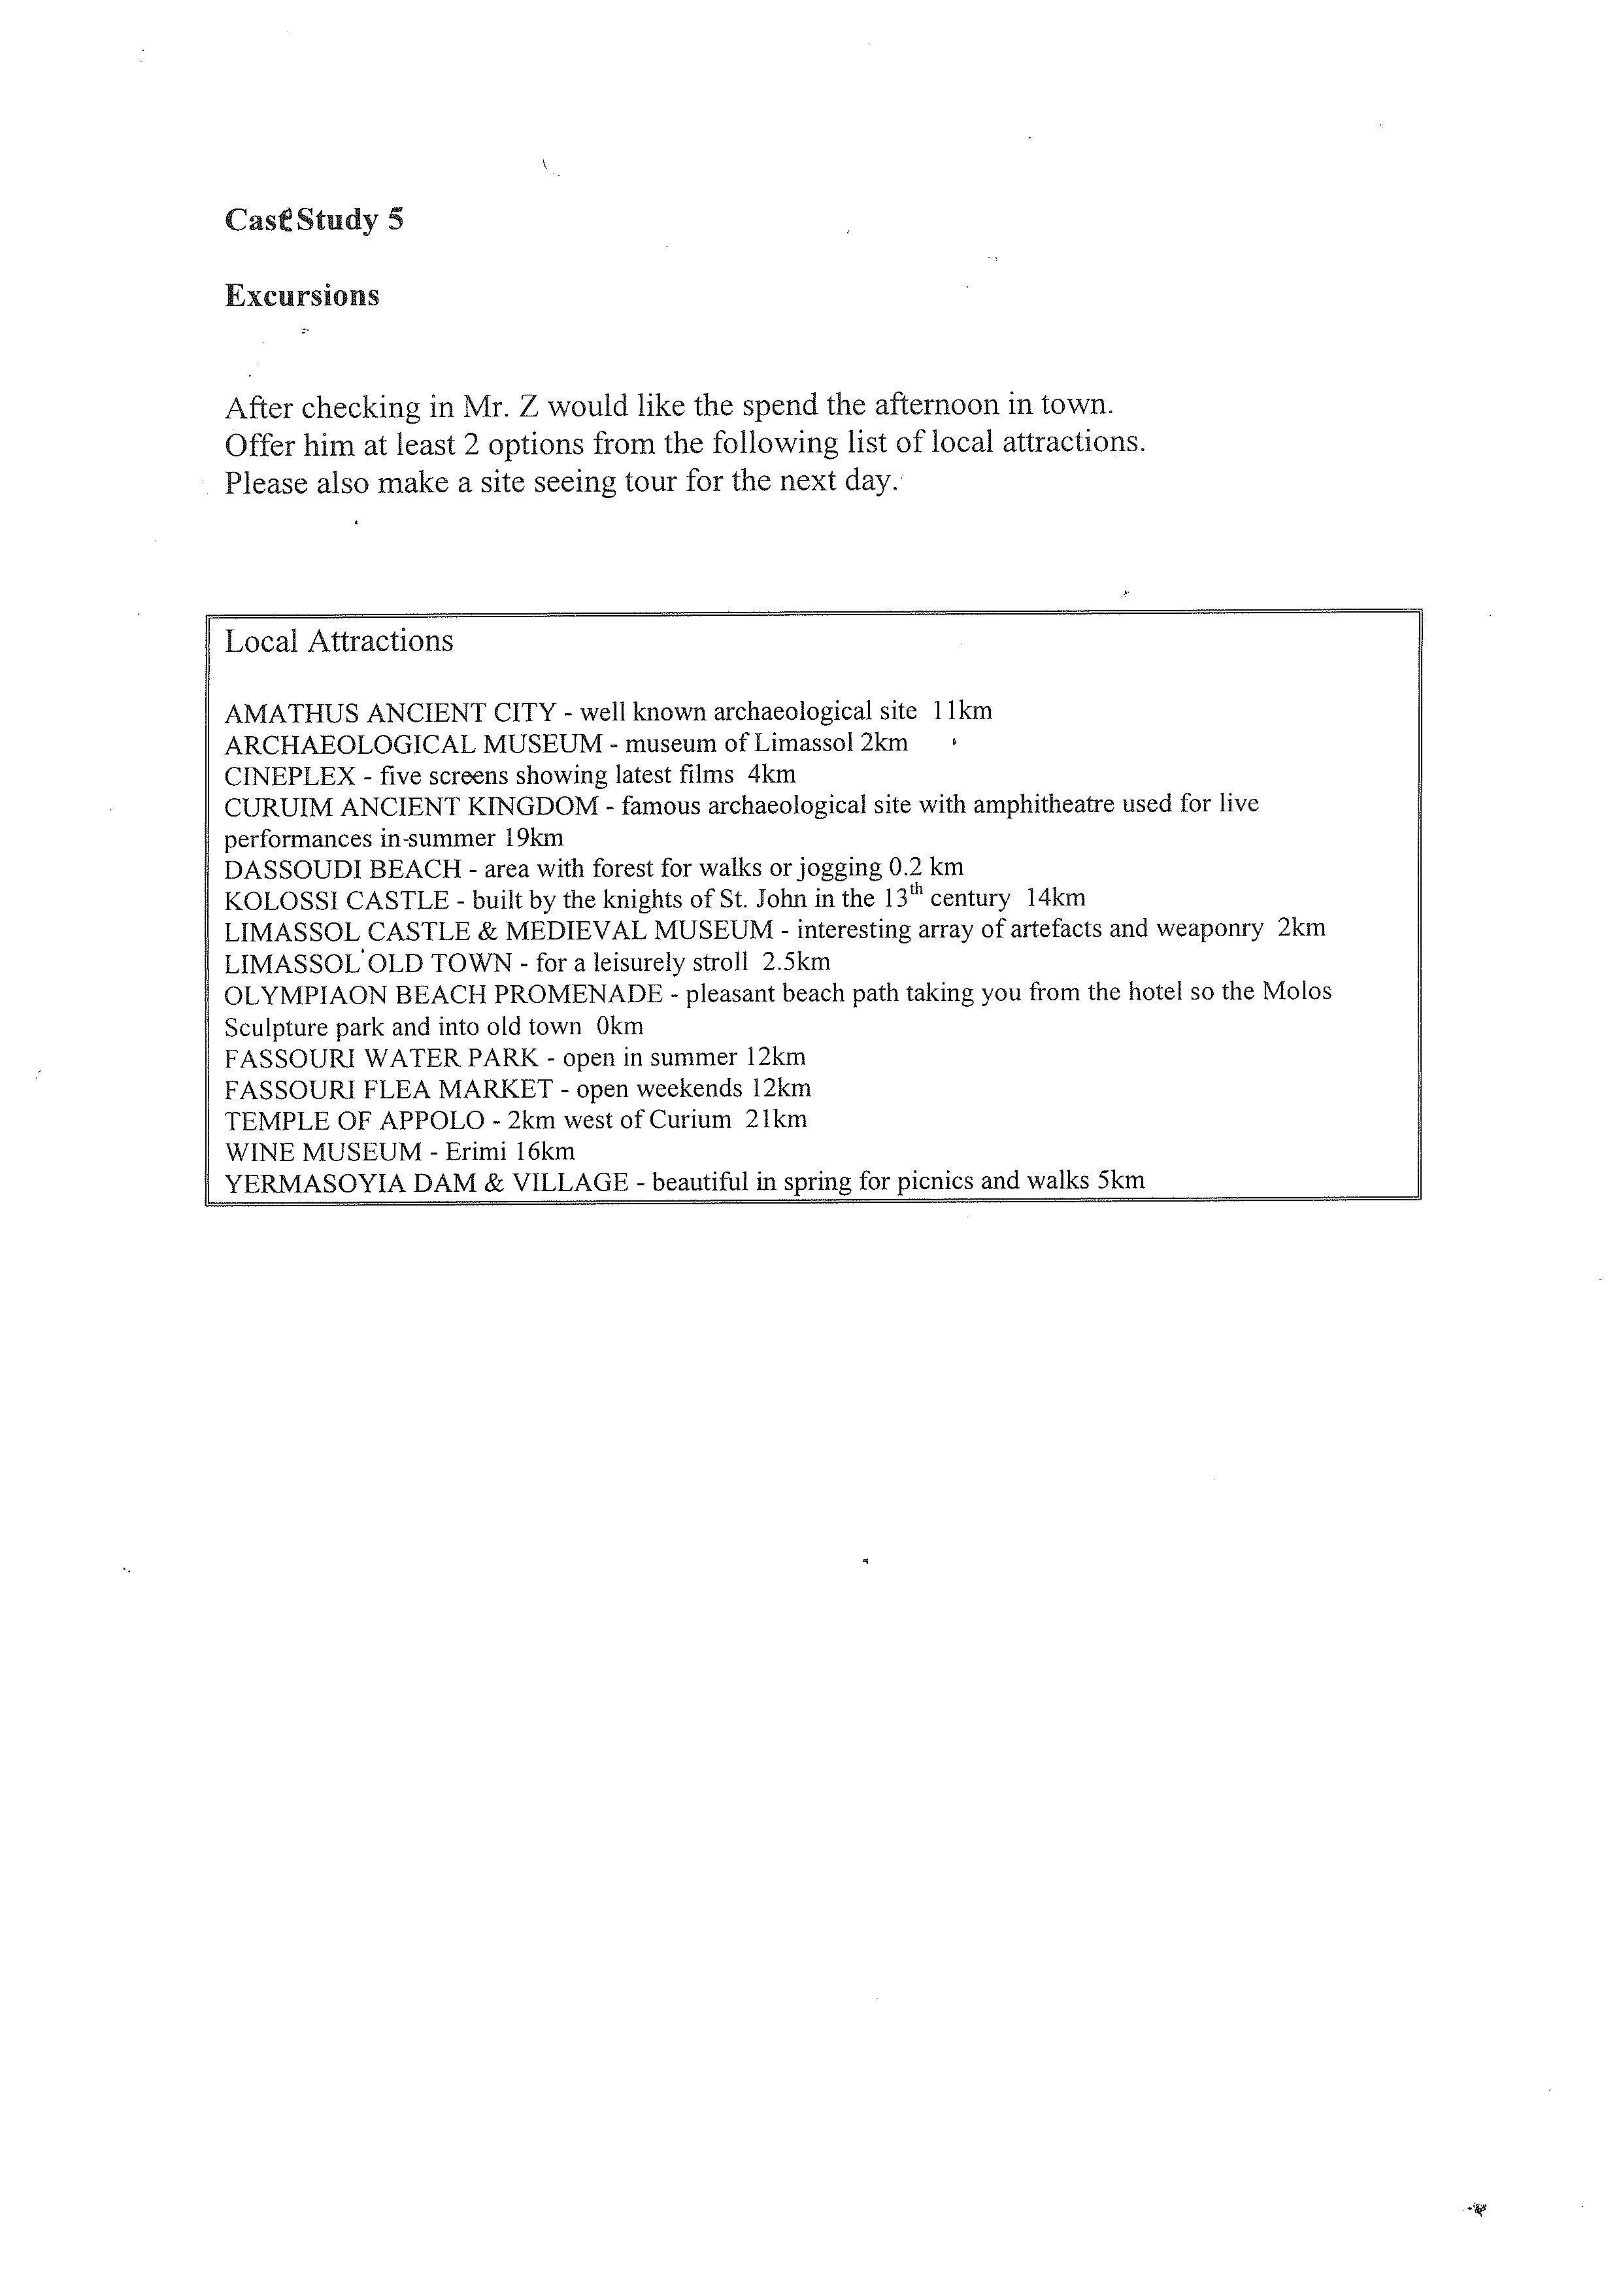 Case Study 5
Excursions
After checking in Mr. Z would like the spend the afternoon in town.
Offer him at least 2 options from the following list of local attractions.
Please also make a site seeing tour for the next day.
Local Attractions
AMATHUS ANCIENT CITY - well known archaeological site 11km
ARCHAEOLOGICAL MUSEUM - museum of Limassol 2km
CINEPLEX - five screens showing latest films 4km
CURUIM ANCIENT KINGDOM - famous archaeological site with amphitheatre used for live
performances in-summer 19km
DASSOUDI BEACH - area with forest for walks or jogging 0.2 km
KOLOSSI CASTLE - built by the knights of St. John in the 13th century 14km
LIMASSOL CASTLE & MEDIEVAL MUSEUM - interesting array of artefacts and weaponry 2km
LIMASSOL OLD TOWN - for a leisurely stroll 2.5km
OLYMPIAON BEACH PROMENADE - pleasant beach path taking you from the hotel so the Molos
Sculpture park and into old town 0km
FASSOURI WATER PARK - open in summer 12km
FASSOURI FLEA MARKET - open weekends 12km
TEMPLE OF APPOLO - 2km west of Curium 21km
WINE MUSEUM - Erimi 16km
YERMASOYIA DAM & VILLAGE - beautiful in spring for picnics and walks 5km